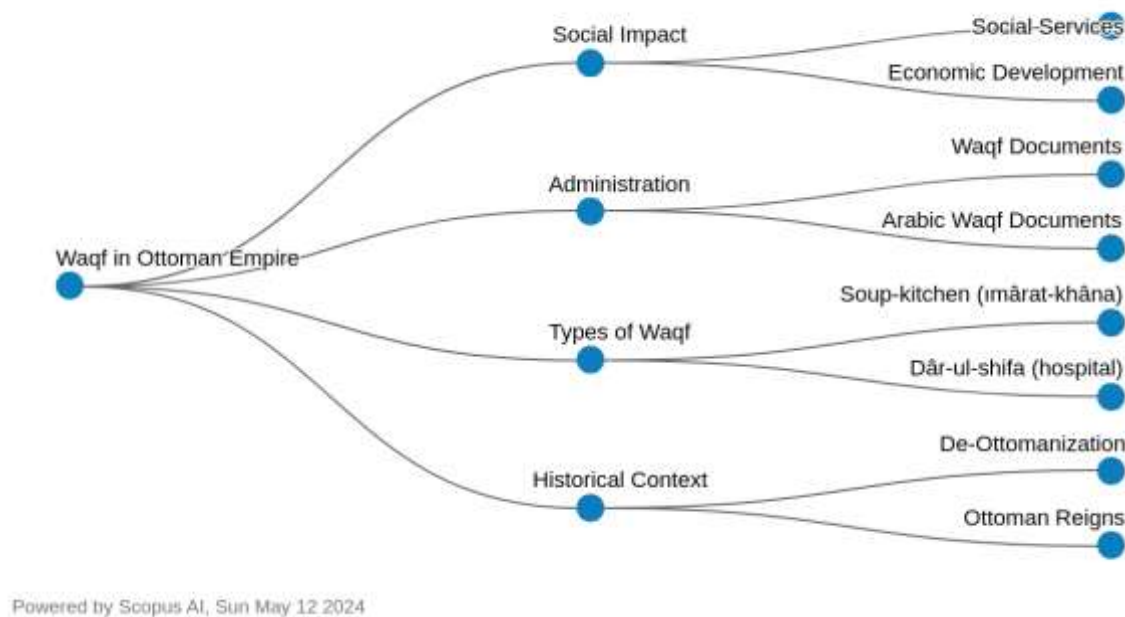 Social Impact
Social Services
Economic Development
Administration
Waqf Documents
Arabic Waqf Documents
Waqf in Ottoman Empire
Types of Waqf
Soup-kitchen (ımârat-khâna)
Dâr-ul-shifa (hospital)
Historical Context
De-Ottomanization
Ottoman Reigns
Powered by Scopus AI, Sun May 12 2024